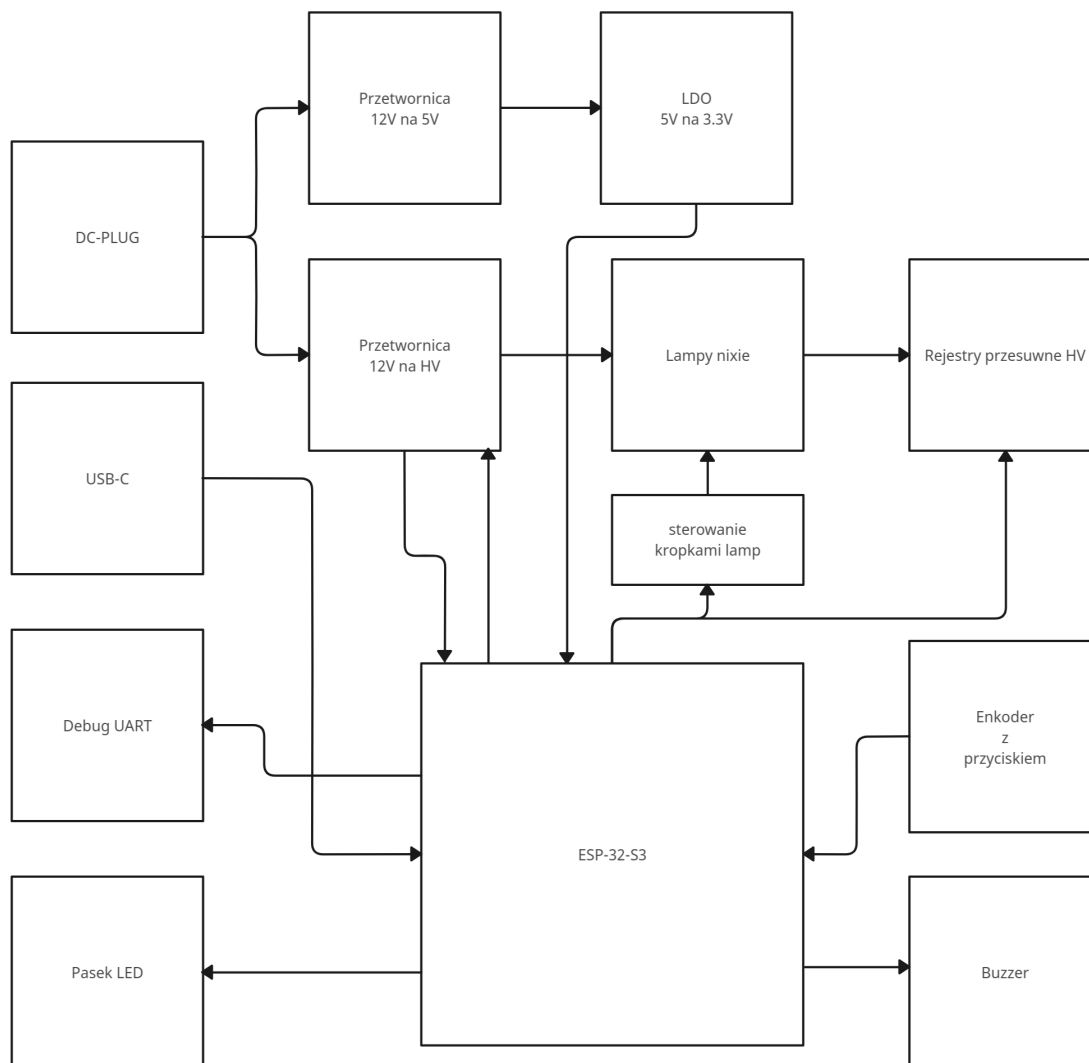 Przetwornica
12V na 5V
LDO
5V na 3.3V
DC-PLUG
Przetwornica
12V na HV
Lampy nixie
Rejestry przesuwne HV
USB-C
sterowanie
kropkami lamp
Debug UART
Enkoder
z
przyciskiem
ESP-32-S3
Pasek LED
Buzzer